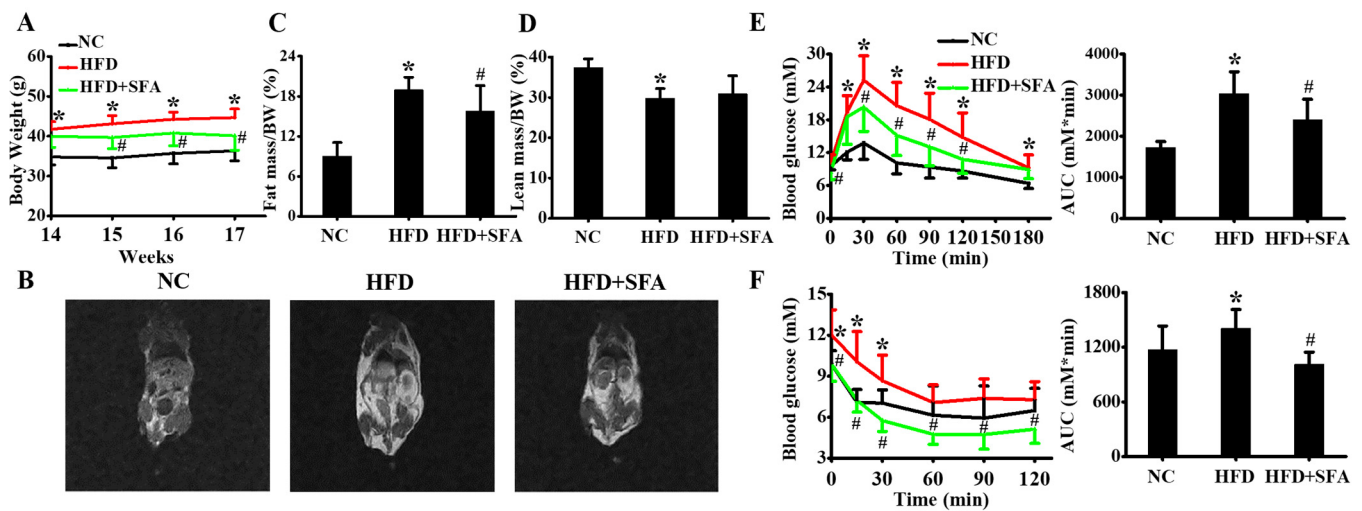 A
Body Weight (g)
60
50
40
30
20
NC
HFD
HFD+SFA
*
*
*
*
#
#
#
14
15
16
17
Weeks
C
Fat mass/BW (%)
24
18
12
6
0
*
#
NC
HFD
HFD+SFA
D
Lean mass/BW (%)
40
30
20
10
0
*
NC
HFD
HFD+SFA
E
Blood glucose (mM)
30
24
18
12
6
0
NC
HFD
HFD+SFA
*
*
*
*
*
*
#
#
#
#
#
0
30
60
90
120
150
180
Time (min)
AUC (mM*min)
4000
3000
2000
1000
0
*
#
NC
HFD
HFD+SFA
B
NC
HFD
HFD+SFA
F
Blood glucose (mM)
15
12
9
6
3
*
*
*
#
#
#
#
#
#
0
30
60
90
120
Time (min)
AUC (mM*min)
1800
1200
600
0
*
#
NC
HFD
HFD+SFA